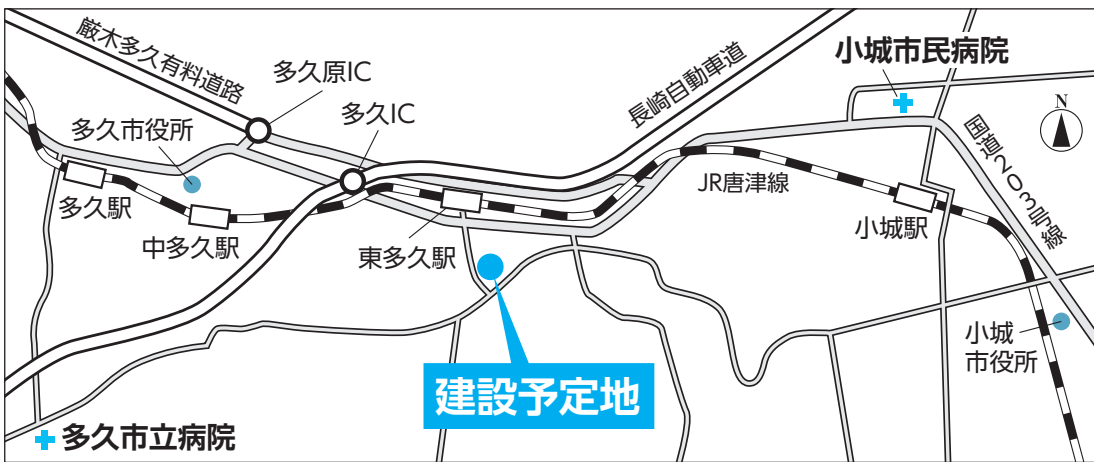 厳木多久有料道路
多久原IC
多久IC
長崎自動車道
小城市民病院
N
多久市役所
国道203号線
多久駅
中多久駅
東多久駅
JR唐津線
小城駅
小城
市役所
建設予定地
多久市立病院